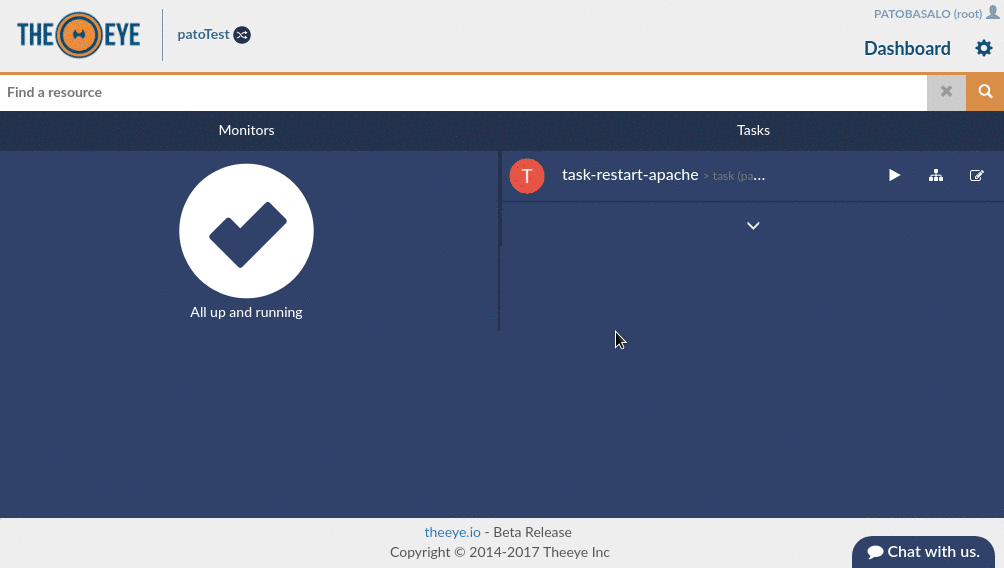 THE EYE
patoTest
PATOBASALO (root)
Dashboard
Find a resource
Monitors
Tasks
All up and running
T
task-restart-apache > task (pa...
theeye.io - Beta Release
Copyright © 2014-2017 Theeye Inc
Chat with us.